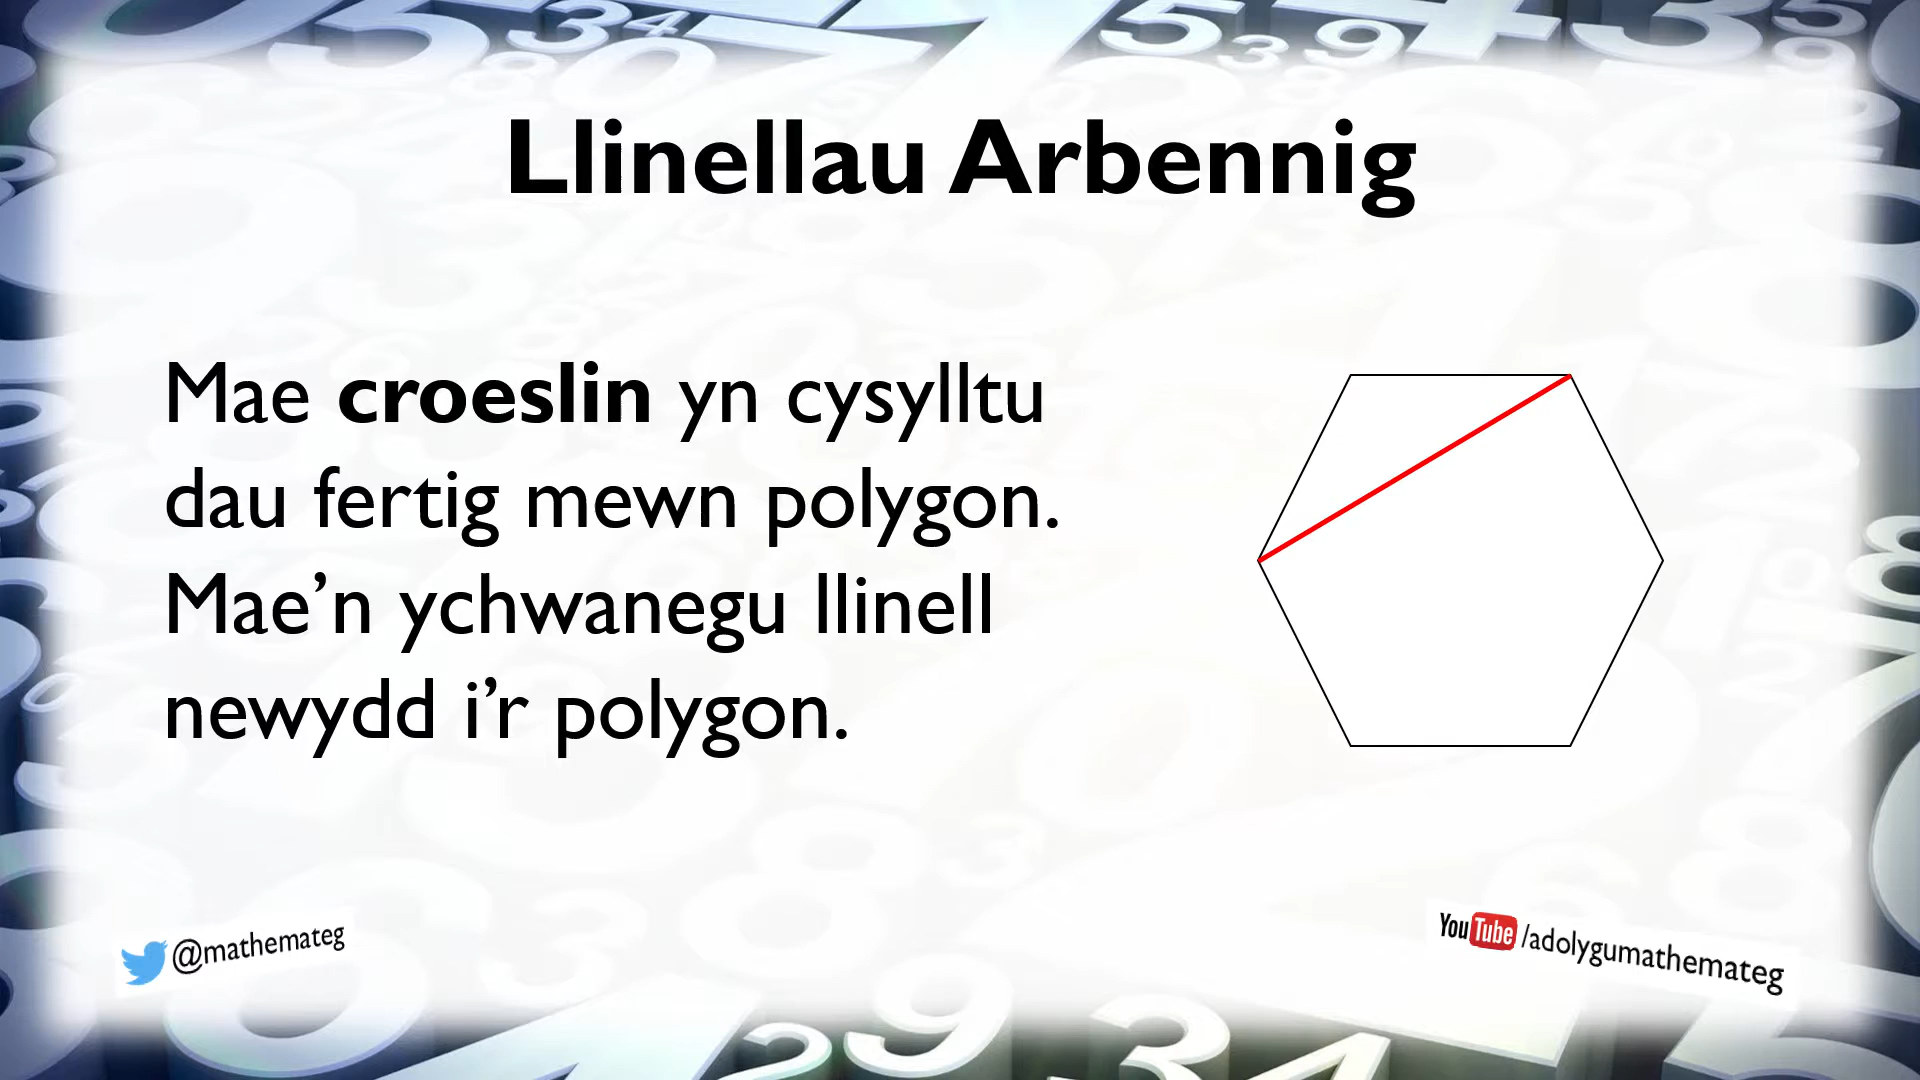 Llinellau Arbennig
Mae croeslin yn cysylltu
dau fertig mewn polygon.
Mae’n ychwanegu llinell
newydd i’r polygon.
@mathemateg
YouTube /adolygumathemateg